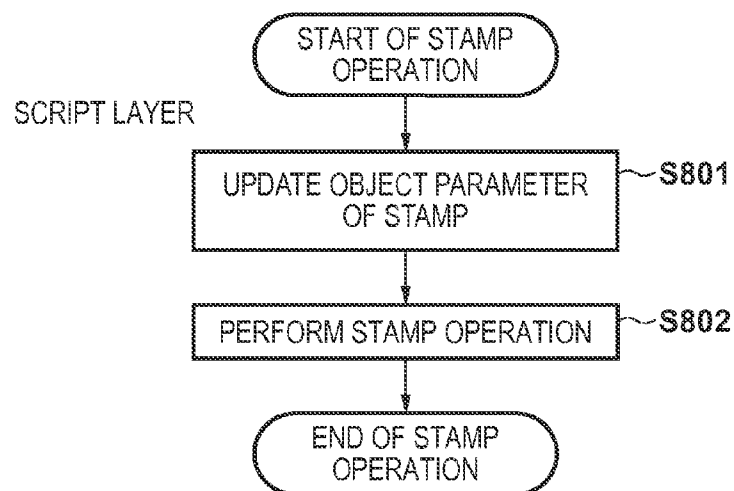 START OF STAMP
OPERATION
SCRIPT LAYER
UPDATE OBJECT PARAMETER
OF STAMP
S801
PERFORM STAMP OPERATION
S802
END OF STAMP
OPERATION